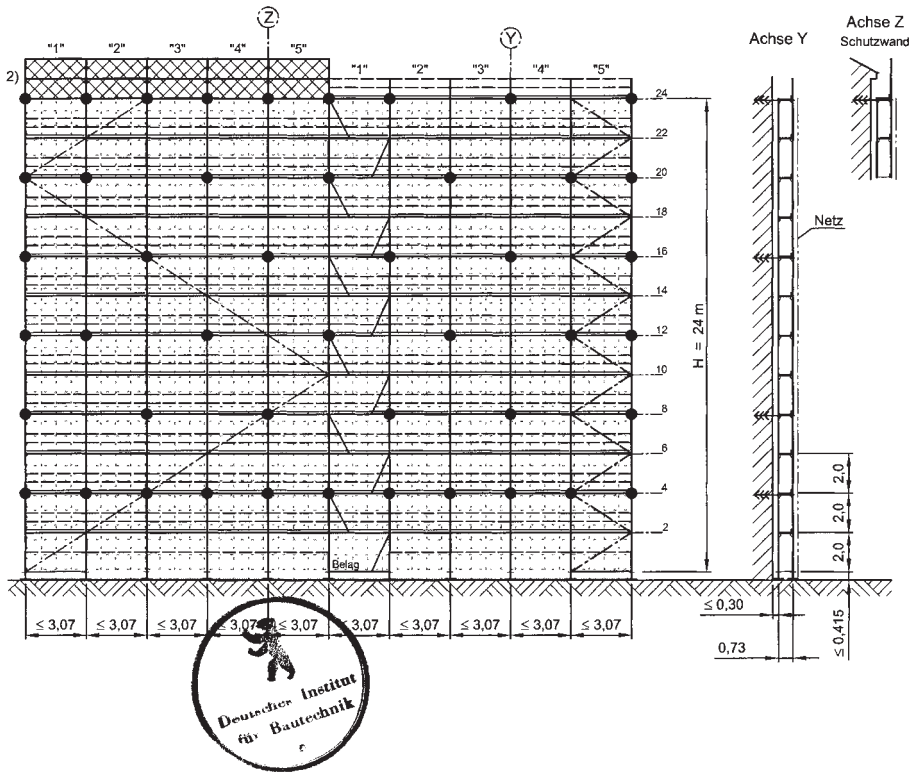 Z
Y
"1" "2" "3" "4" "5"
"1" "2" "3" "4" "5"
2)
24
22
20
18
16
14
12
10
8
6
4
2
H = 24 m
Belag
≤ 3,07 ≤ 3,07 ≤ 3,07 ≤ 3,07 ≤ 3,07 ≤ 3,07 ≤ 3,07 ≤ 3,07 ≤ 3,07 ≤ 3,07
Achse Y
Achse Z
Schutzwand
Netz
2,0
2,0
2,0
≤ 0,30
0,73
≤ 0,415
Deutsches Institut
für Bautechnik